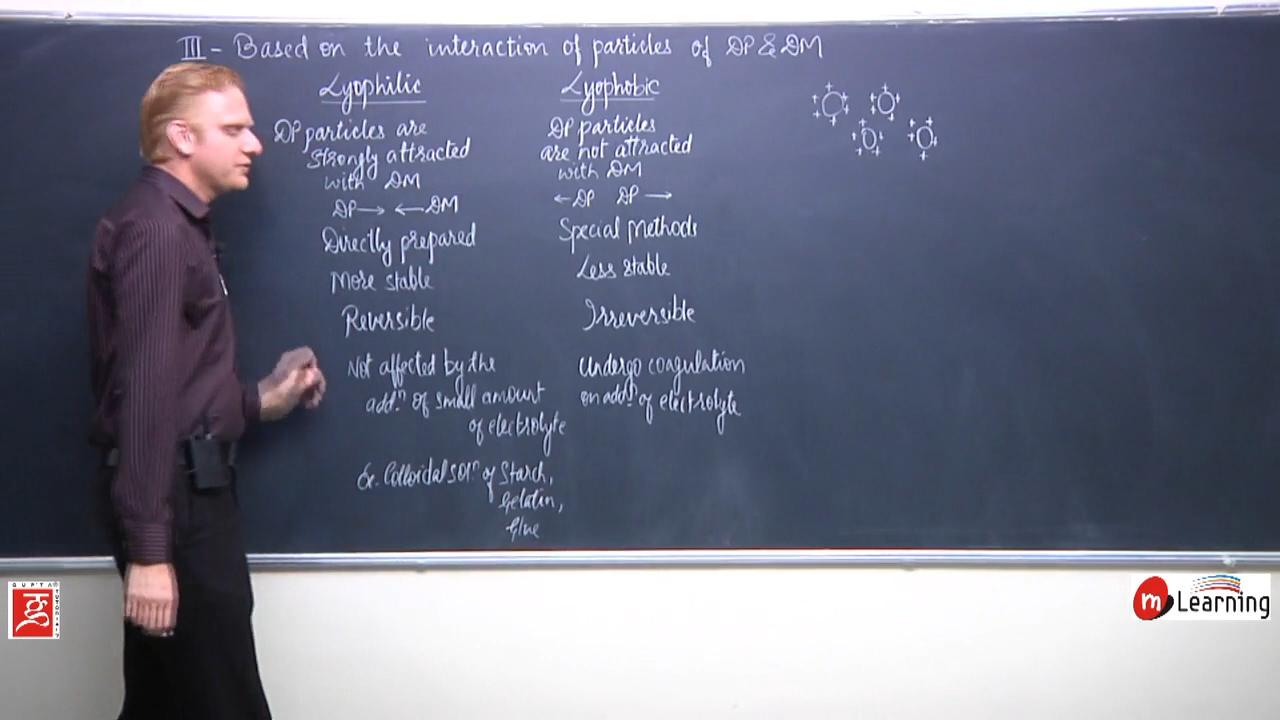 III - Based on the interaction of particles of DP & DM
Lyophilic
DP particles are
strongly attracted
with DM
DP→ ←DM
Directly prepared
More stable
Reversible
Not affected by the
addⁿ of small amount
of electrolyte
Ex. Colloidal solⁿ of Starch,
Gelatin,
Glue
Lyophobic
DP particles
are not attracted
with DM
←DP DP→
Special Methods
Less stable
Irreversible
Undergo coagulation
on addⁿ of electrolyte
GUPTA
TUTORIALS
m Learning